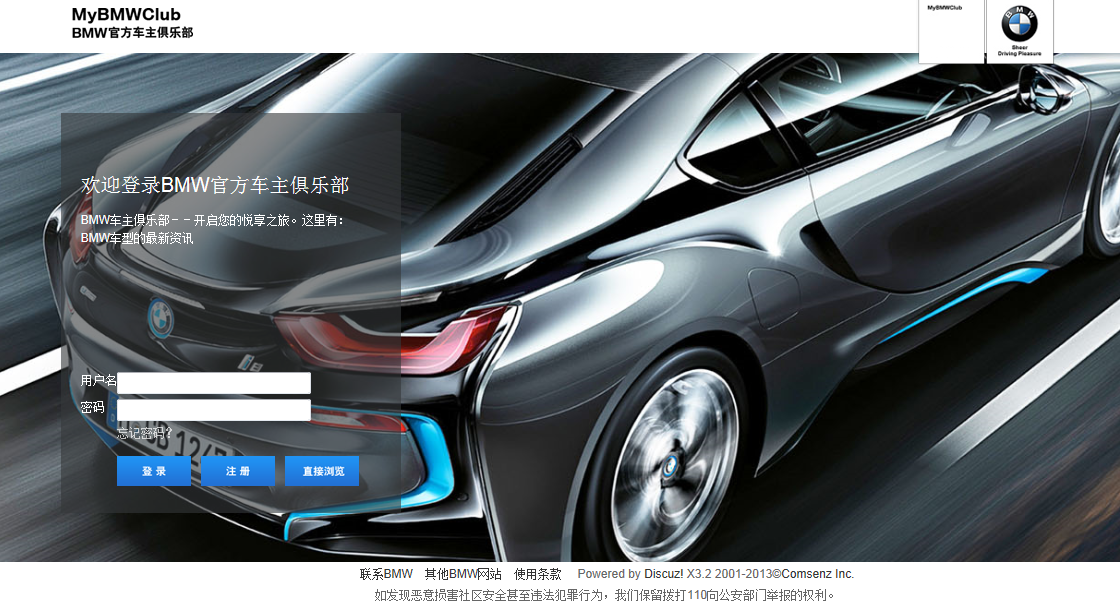 MyBMWClub
BMW官方车主俱乐部
MyBMWClub
BMW
Sheer
Driving Pleasure
欢迎登录BMW官方车主俱乐部
BMW车主俱乐部－－开启您的悦享之旅。这里有:
BMW车型的最新资讯
i8
用户名
密码
忘记密码?
登 录 注 册 直接浏览
联系BMW 其他BMW网站 使用条款 Powered by Discuz! X3.2 2001-2013©Comsenz Inc.
如发现恶意损害社区安全甚至违法犯罪行为，我们保留拨打110向公安部门举报的权利。